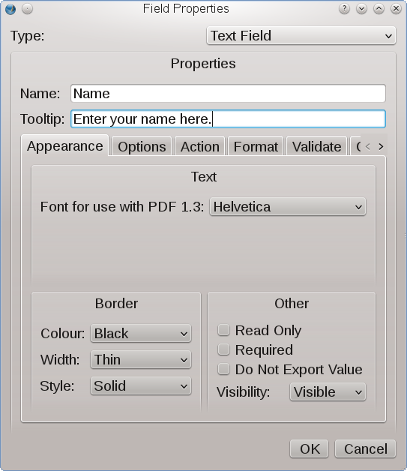 Field Properties
Type: Text Field
Properties
Name: Name
Tooltip: Enter your name here.
Appearance Options Action Format Validate
Text
Font for use with PDF 1.3: Helvetica
Border Other
Colour: Black Read Only
Width: Thin Required
Style: Solid Do Not Export Value
Visibility: Visible
OK Cancel